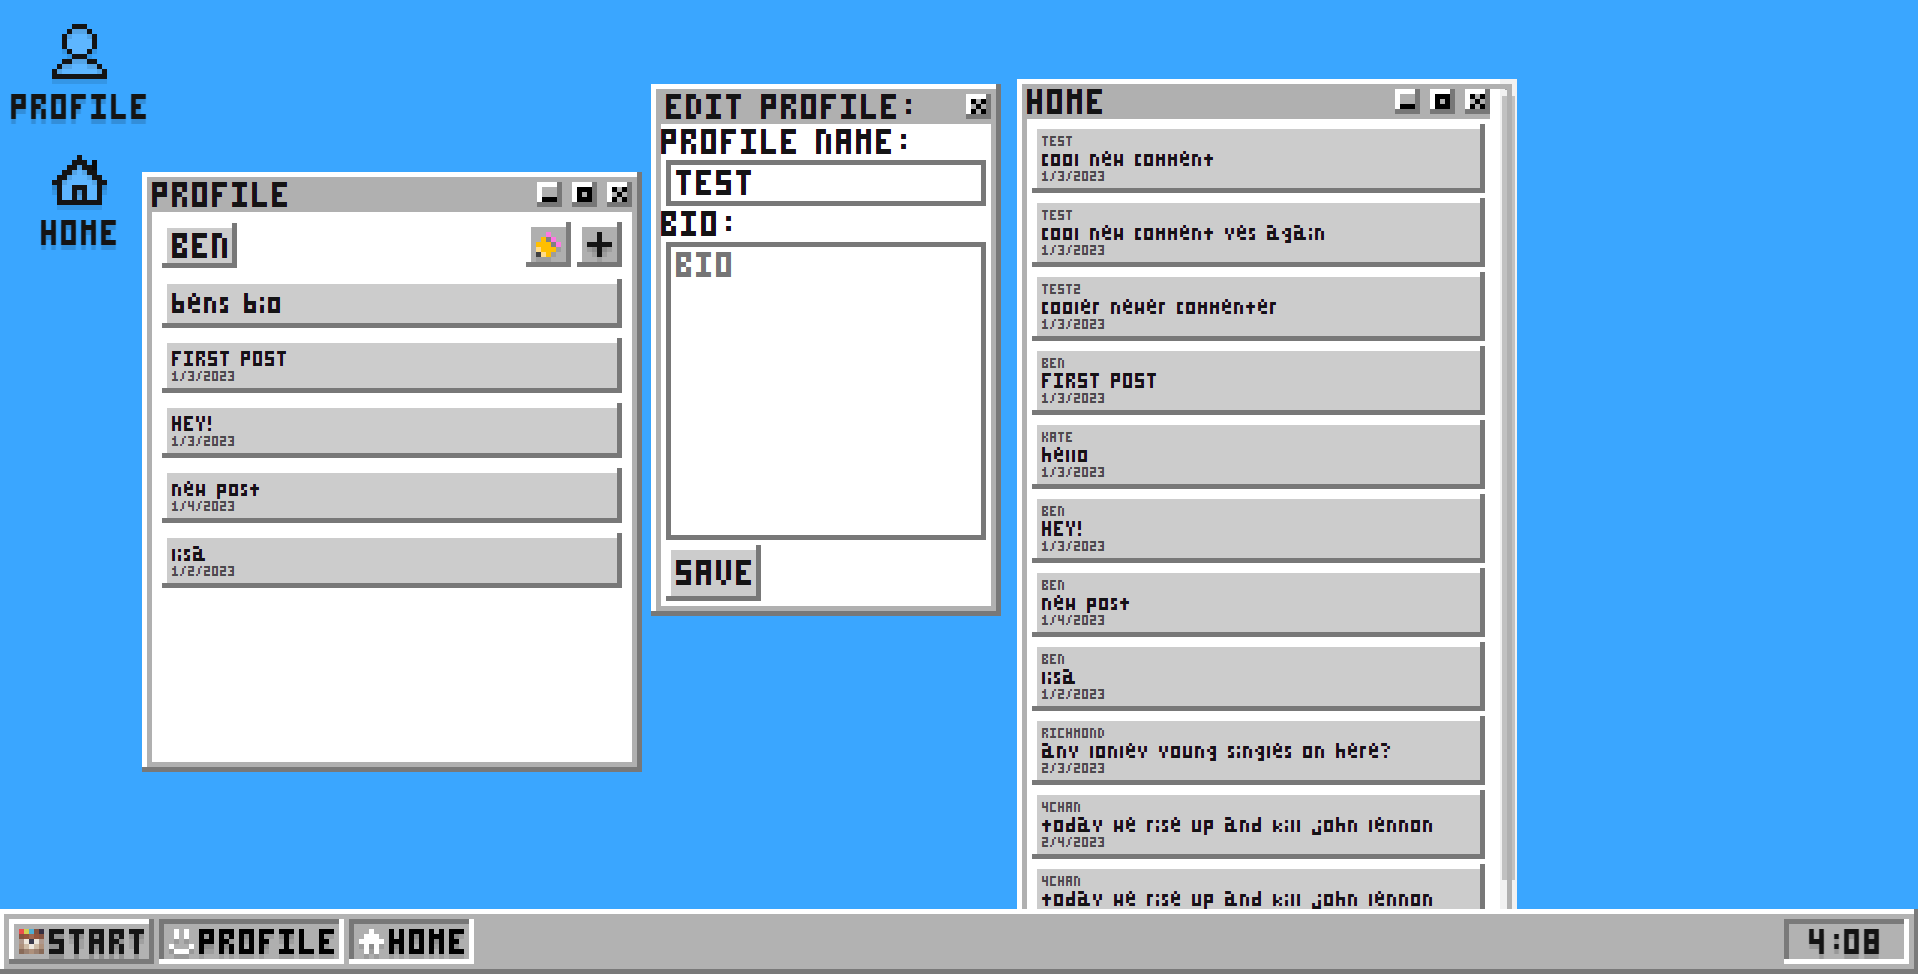 PROFILE
HOME
PROFILE
BEN
bens bio
FIRST POST
1/3/2023
HEY!
1/3/2023
new post
1/4/2023
lisa
1/2/2023
EDIT PROFILE:
PROFILE NAME:
TEST
BIO:
BIO
SAVE
HOME
TEST
cool new comment
1/3/2023
TEST
cool new comment yes again
1/3/2023
TEST2
cooler newer commenter
1/3/2023
BEN
FIRST POST
1/3/2023
KATE
hello
1/3/2023
BEN
HEY!
1/3/2023
BEN
new post
1/4/2023
BEN
lisa
1/2/2023
RICHMOND
any lonley young singles on here?
2/3/2023
4CHAN
today we rise up and kill john lennon
2/4/2023
4CHAN
today we rise up and kill john lennon
START
PROFILE
HOME
4:08